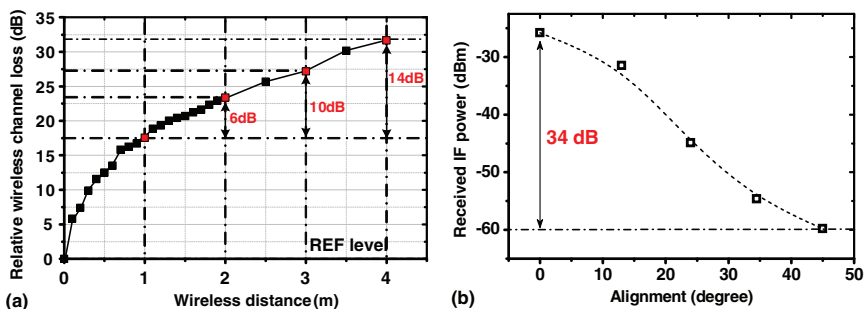 Relative wireless channel loss (dB)
35
30
25
20
15
10
5
0
6dB
10dB
14dB
REF level
0
1
2
3
4
Wireless distance (m)
(a)
Received IF power (dBm)
-30
-40
-50
-60
34 dB
0
10
20
30
40
50
Alignment (degree)
(b)